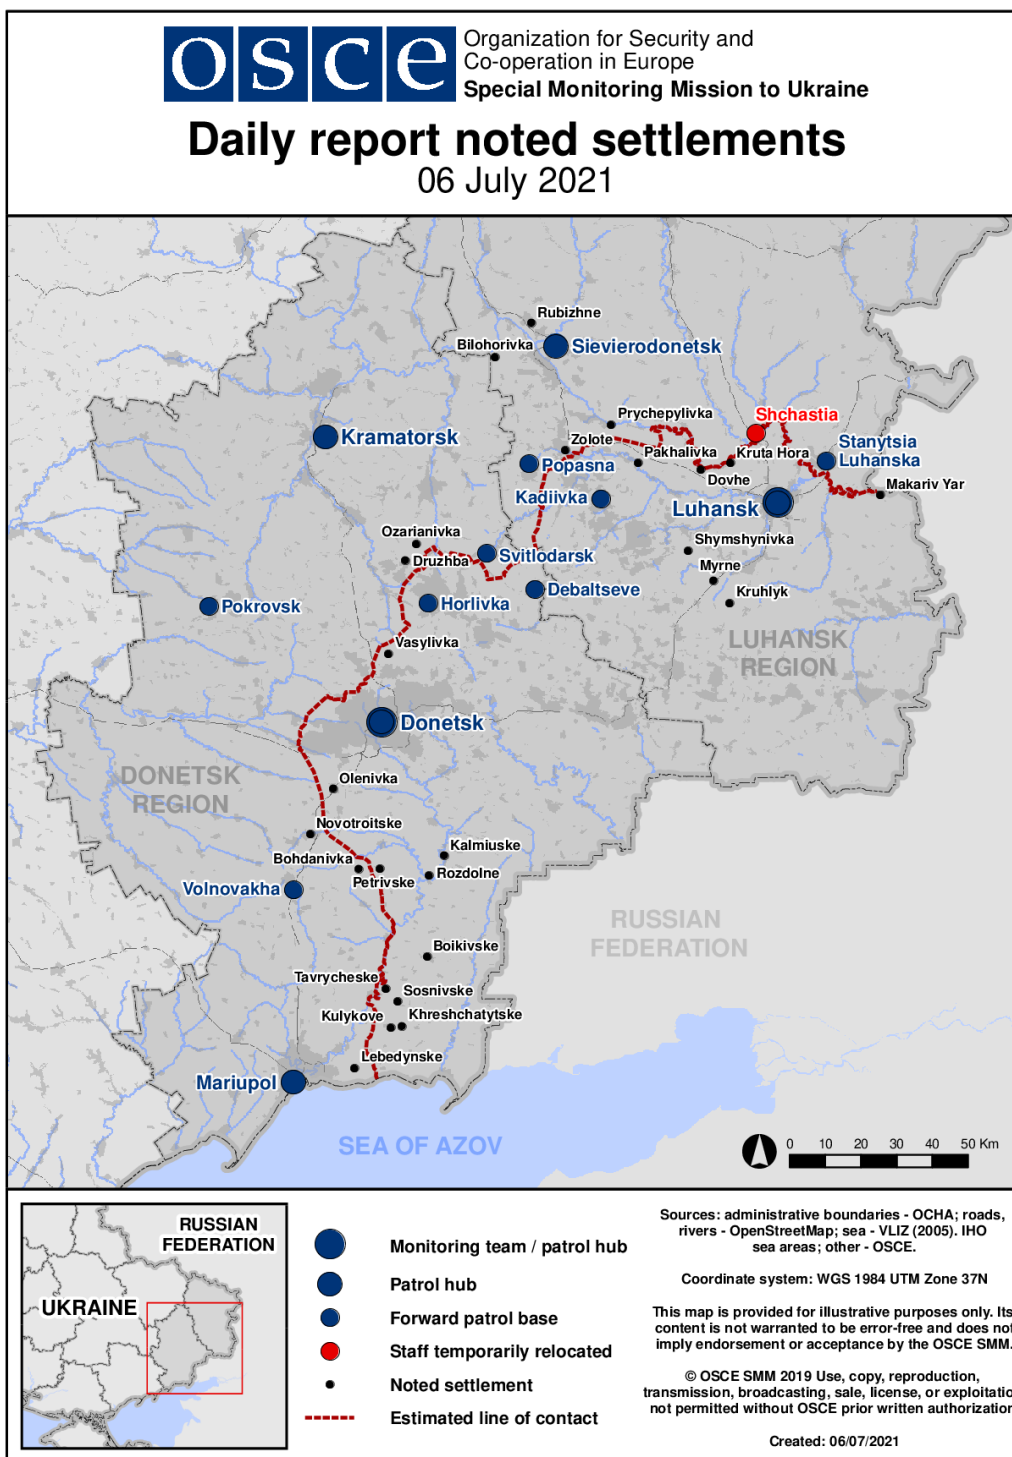 osce
Organization for Security and
Co-operation in Europe
Special Monitoring Mission to Ukraine
Daily report noted settlements
06 July 2021
Rubizhne
Bilohorivka
Sievierodonetsk
Prychepylivka
Shchastia
Kramatorsk
Zolote
Kruta Hora
Stanytsia
Luhanska
Popasna
Pakhalivka
Dovhe
Kadiivka
Luhansk
Makariv Yar
Ozarianivka
Shymshynivka
Druzhba
Svitlodarsk
Myrne
Debaltseve
Kruhlyk
Pokrovsk
Horlivka
Vasylivka
LUHANSK
REGION
Donetsk
DONETSK
REGION
Olenivka
Novotroitske
Kalmiuske
Bohdanivka
Rozdolne
Petrivske
Volnovakha
RUSSIAN
FEDERATION
Boikivske
Tavrycheske
Sosnivske
Kulykove
Khreshchatytske
Lebedynske
Mariupol
SEA OF AZOV
0 10 20 30 40 50 Km
RUSSIAN
FEDERATION
UKRAINE
Monitoring team / patrol hub
Patrol hub
Forward patrol base
Staff temporarily relocated
Noted settlement
Estimated line of contact
Sources: administrative boundaries - OCHA; roads,
rivers - OpenStreetMap; sea - VLIZ (2005). IHO
sea areas; other - OSCE.
Coordinate system: WGS 1984 UTM Zone 37N
This map is provided for illustrative purposes only. Its
content is not warranted to be error-free and does not
imply endorsement or acceptance by the OSCE SMM.
© OSCE SMM 2019 Use, copy, reproduction,
transmission, broadcasting, sale, license, or exploitatio
not permitted without OSCE prior written authorization
Created: 06/07/2021